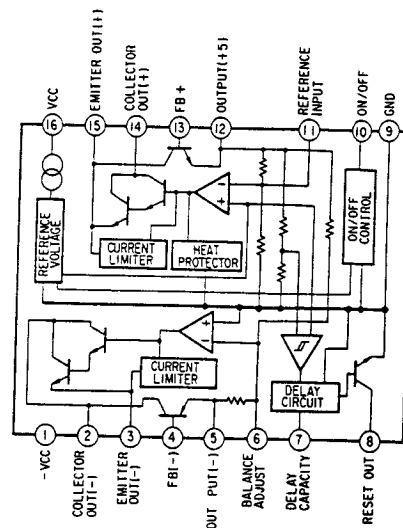 16
VCC
15
EMITTER OUT(+)
14
COLLECTOR
OUT(+)
13
FB+
12
OUTPUT(+5)
11
REFERENCE
INPUT
10
ON/OFF
9
GND
REFERENCE
VOLTAGE
CURRENT
LIMITER
HEAT
PROTECTOR
ON/OFF
CONTROL
CURRENT
LIMITER
DELAY
CIRCUIT
+
-
+
-
1
-VCC
2
COLLECTOR
OUT(-)
3
EMITTER
OUT(-)
4
FB(-)
5
OUT PUT(-)
6
BALANCE
ADJUST
7
DELAY
CAPACITY
8
RESET OUT